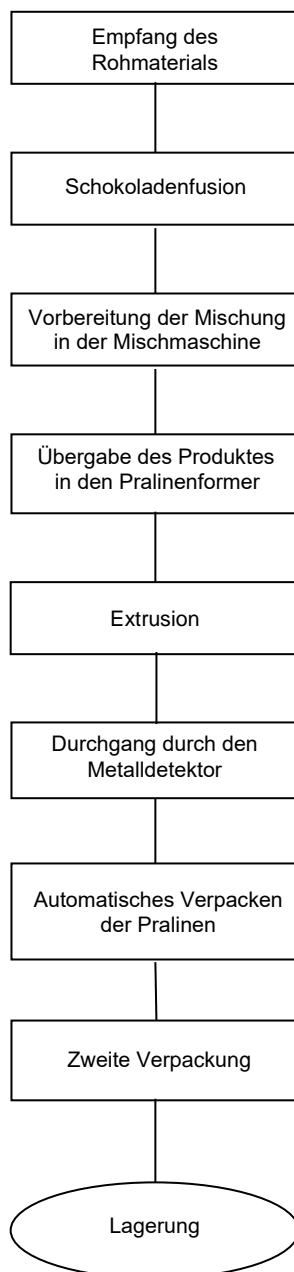 Empfang des
Rohmaterials
Schokoladenfusion
Vorbereitung der Mischung
in der Mischmaschine
Übergabe des Produktes
in den Pralinenformer
Extrusion
Durchgang durch den
Metalldetektor
Automatisches Verpacken
der Pralinen
Zweite Verpackung
Lagerung